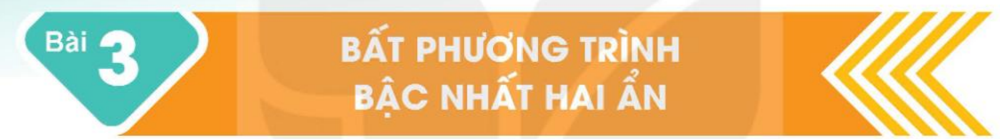 Bài 3
BẤT PHƯƠNG TRÌNH
BẬC NHẤT HAI ẨN